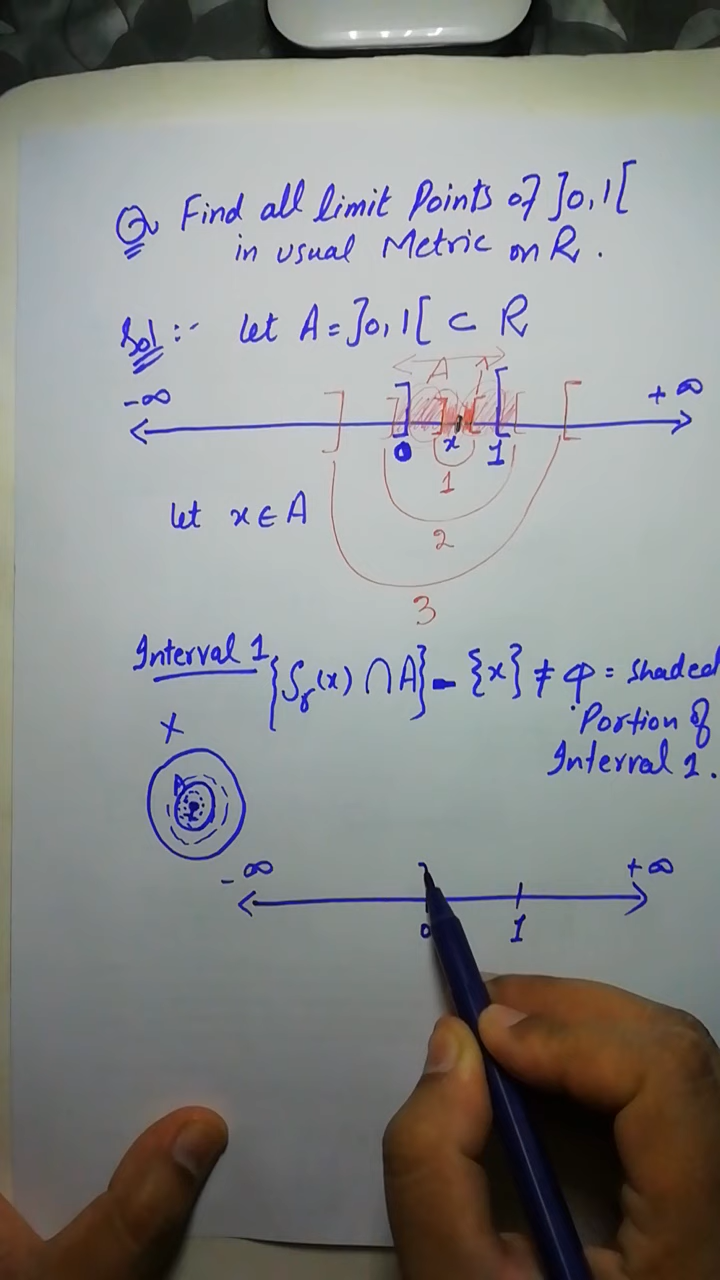 Q Find all limit Points of ]0,1[
in usual Metric on R.
Sol:- let A = ]0,1[ ⊂ R
A
-∞ +∞
] ] ] ] [ [ [ [
0 x 1
1
let x ∈ A
2
3
Interval 1 {Sr(x) ∩ A} - {x} ≠ φ = shaded
Portion of
Interval 1.
X
A
-∞ +∞
0 1